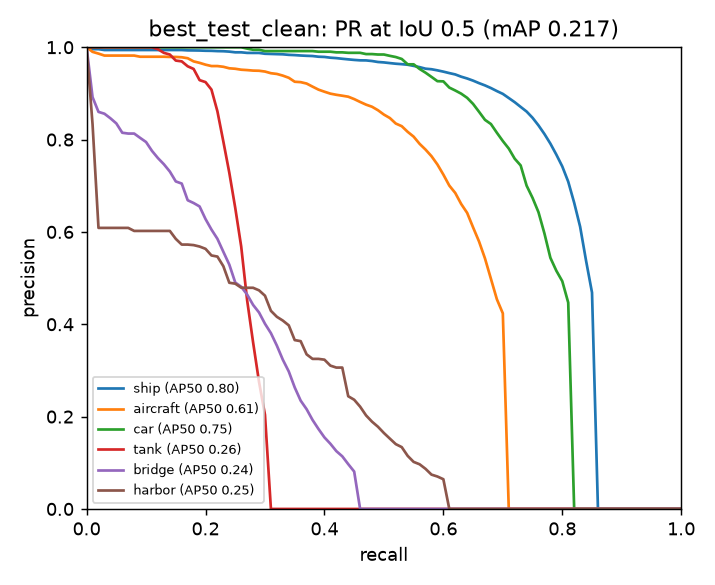 best_test_clean: PR at IoU 0.5 (mAP 0.217)
1.0
0.8
0.6
0.4
0.2
0.0
precision
ship (AP50 0.80)
aircraft (AP50 0.61)
car (AP50 0.75)
tank (AP50 0.26)
bridge (AP50 0.24)
harbor (AP50 0.25)
0.0 0.2 0.4 0.6 0.8 1.0
recall